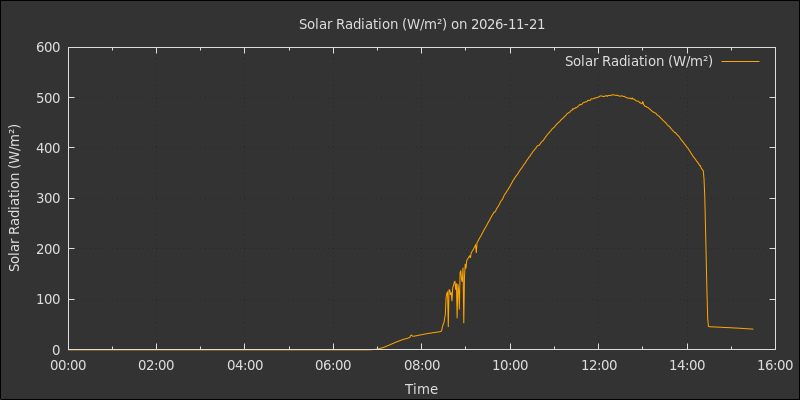 Solar Radiation (W/m²) on 2026-11-21
Solar Radiation (W/m²)
600
500
400
300
200
100
0
Solar Radiation (W/m²)
00:00 02:00 04:00 06:00 08:00 10:00 12:00 14:00 16:00
Time